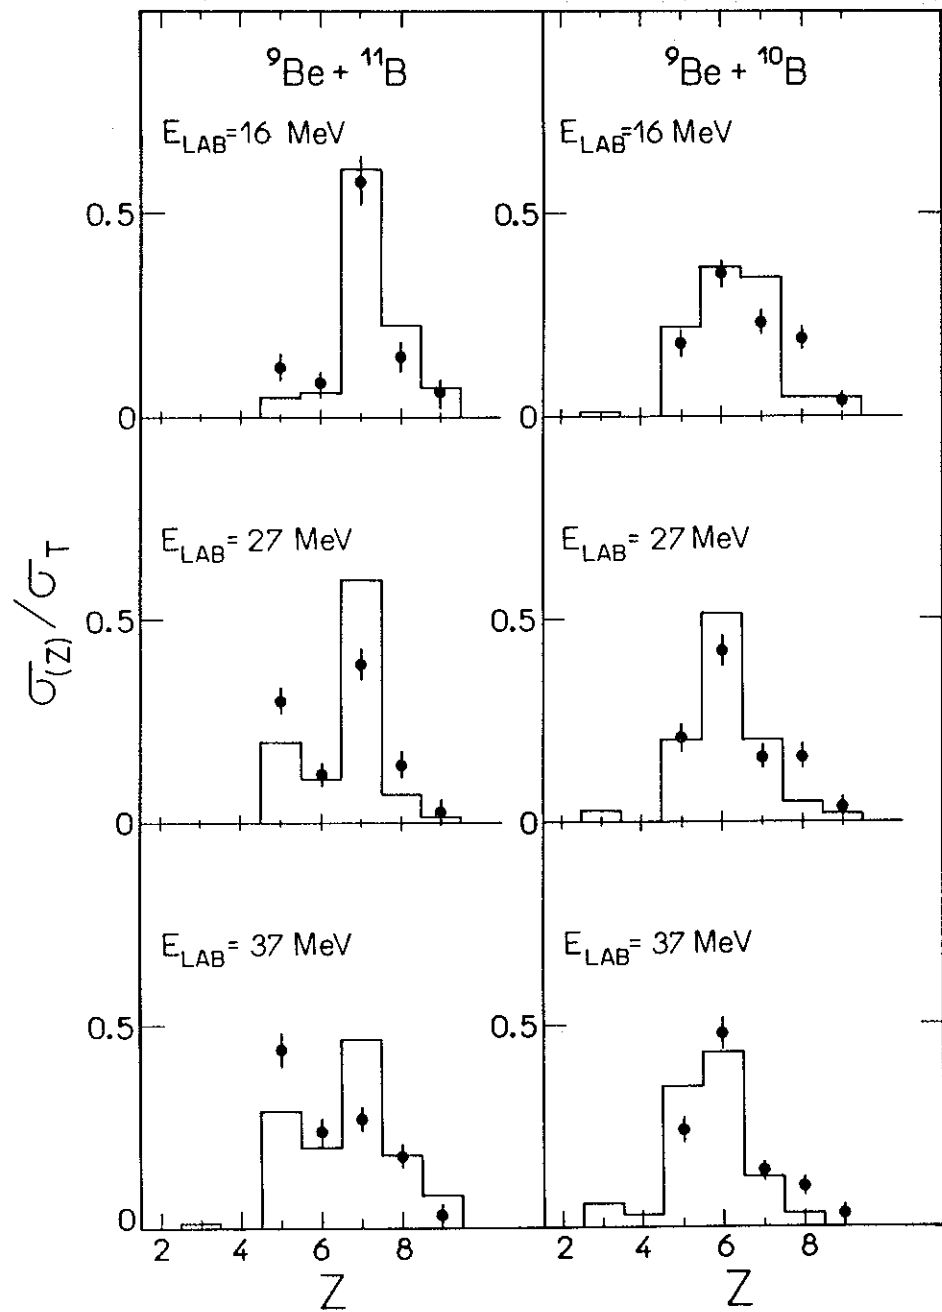 ⁹Be + ¹¹B
⁹Be + ¹⁰B
E_LAB = 16 MeV
E_LAB = 16 MeV
0.5
0.5
0
0
E_LAB = 27 MeV
E_LAB = 27 MeV
0.5
0.5
0
0
σ(Z) / σ_T
E_LAB = 37 MeV
E_LAB = 37 MeV
0.5
0.5
0
0
2 4 6 8
2 4 6 8
Z
Z